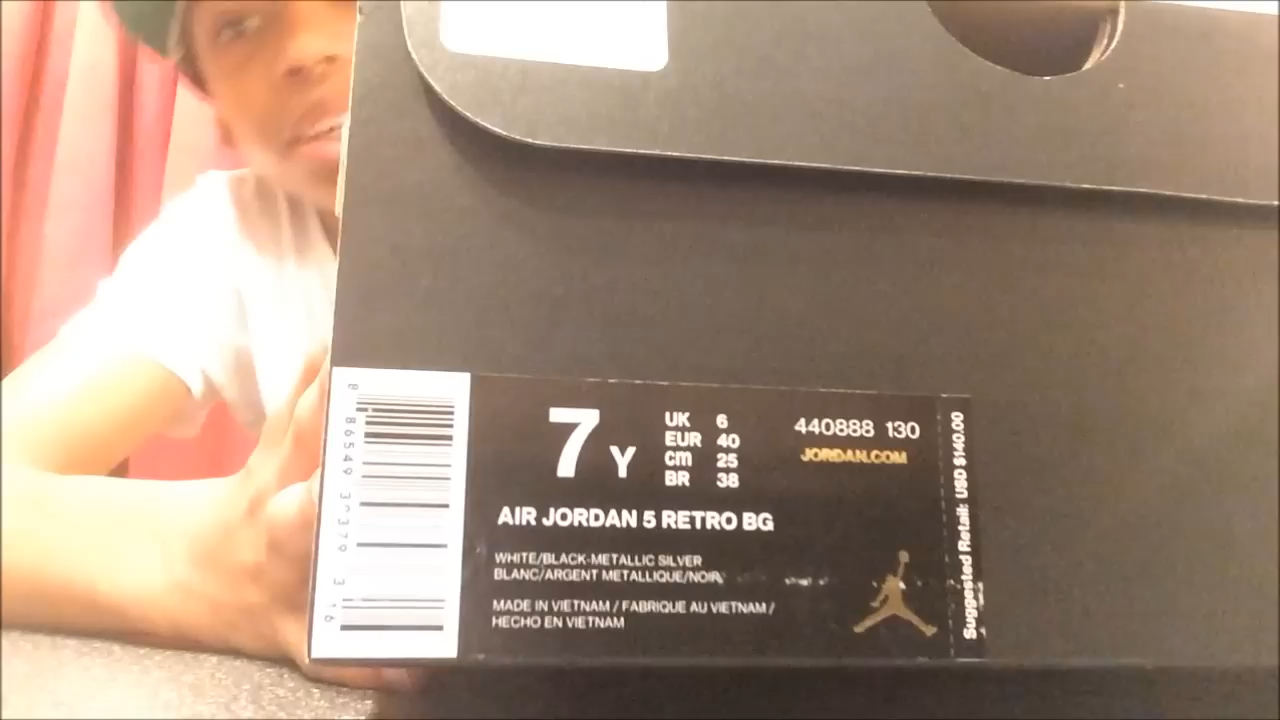 7 Y
UK 6
EUR 40
cm 25
BR 38
440888 130
JORDAN.COM
AIR JORDAN 5 RETRO BG
WHITE/BLACK-METALLIC SILVER
BLANC/ARGENT METALLIQUE/NOIR
MADE IN VIETNAM / FABRIQUE AU VIETNAM /
HECHO EN VIETNAM
Suggested Retail: USD $140.00